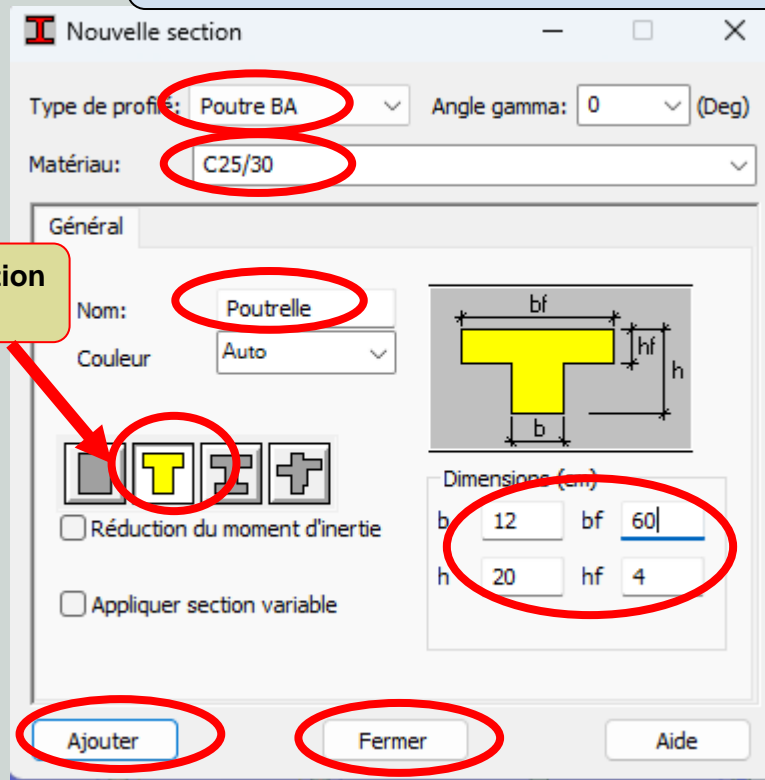 Nouvelle section
Type de profilé: Poutre BA Angle gamma: 0 (Deg)
Matériau: C25/30
Général
Nom: Poutrelle
Couleur Auto
bf
hf
h
b
Dimensions (cm)
b 12 bf 60
h 20 hf 4
Réduction du moment d'inertie
Appliquer section variable
Ajouter Fermer Aide